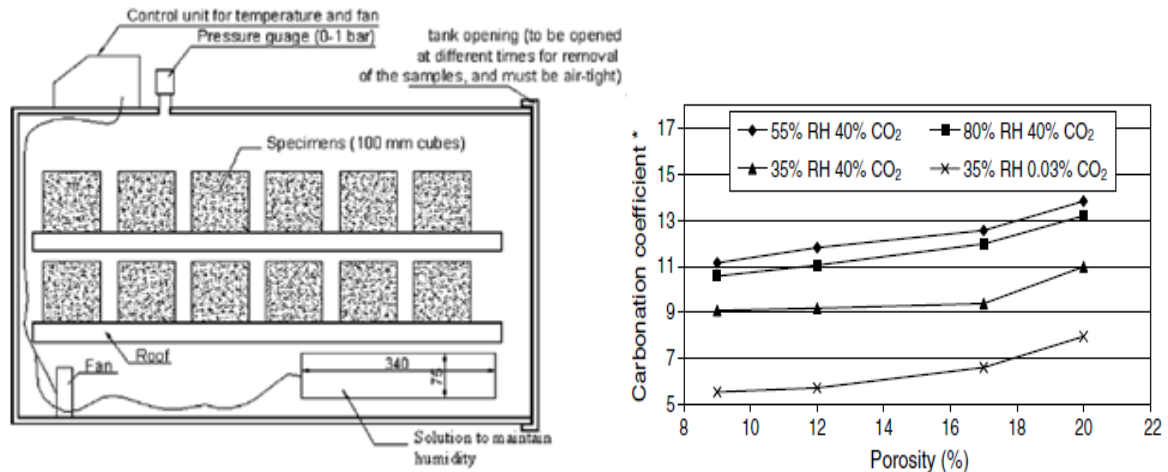 Control unit for temperature and fan
Pressure guage (0-1 bar)
tank opening (to be opened
at different times for removal
of the samples, and must be air-tight)
Specimens (100 mm cubes)
Roof
Fan
340
75
Solution to maintain
humidity
Carbonation coefficient *
17
15
13
11
9
7
5
55% RH 40% CO₂
80% RH 40% CO₂
35% RH 40% CO₂
35% RH 0.03% CO₂
8 10 12 14 16 18 20 22
Porosity (%)